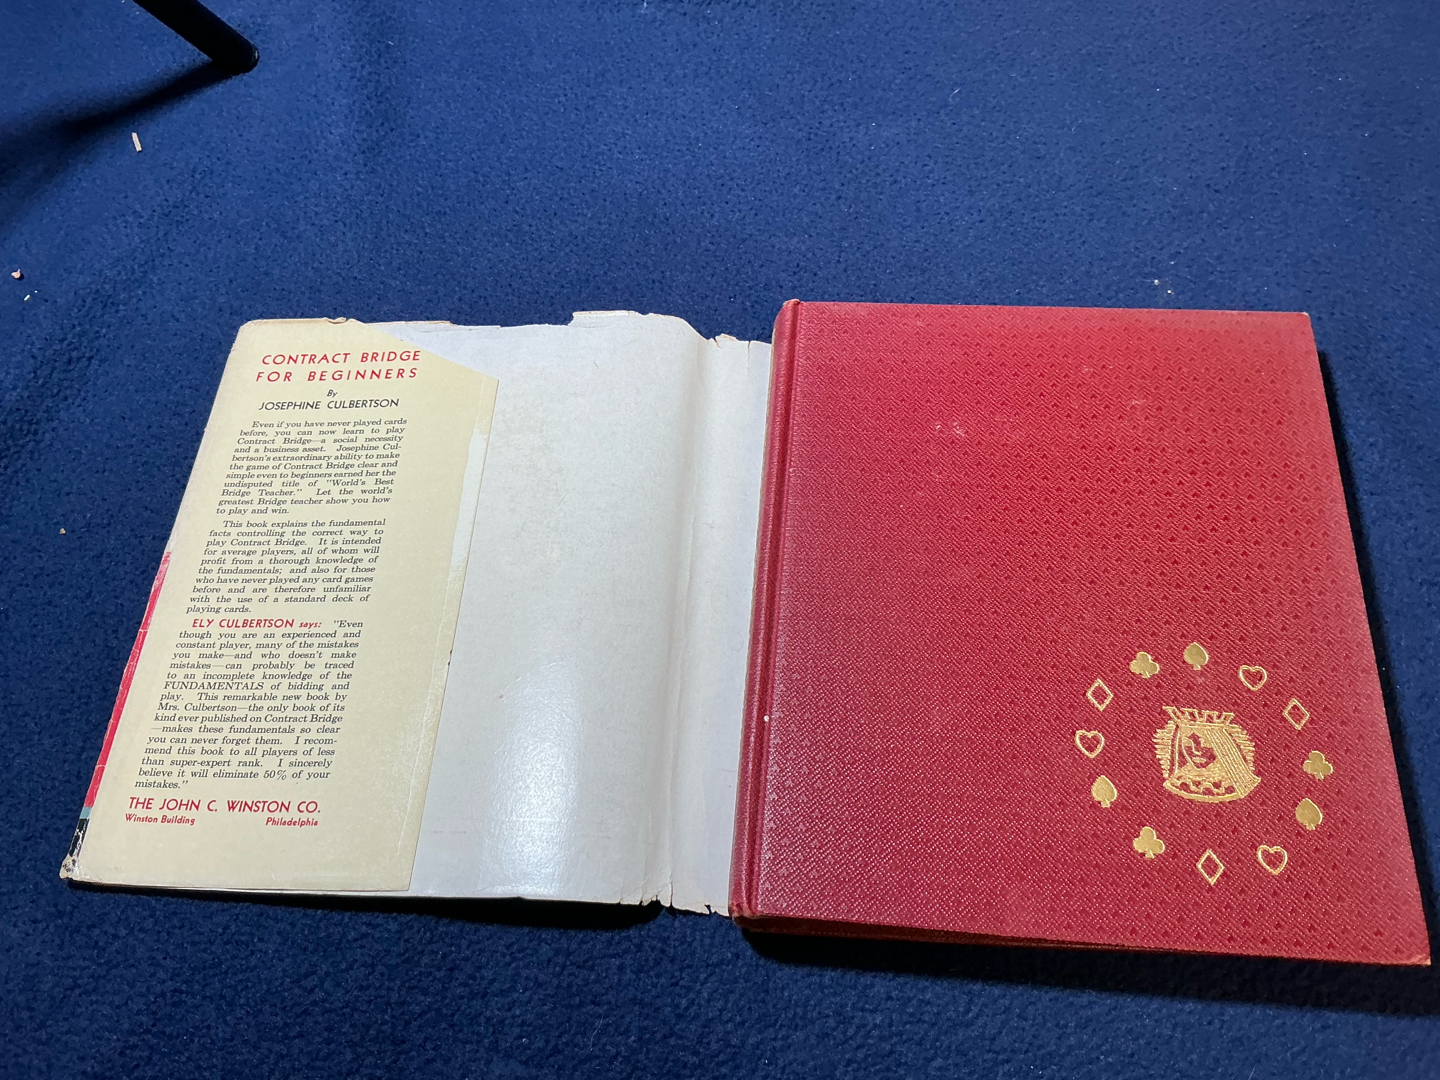 CONTRACT BRIDGE
FOR BEGINNERS
By
JOSEPHINE CULBERTSON
Even if you have never played cards
before, you can now learn to play
Contract Bridge—a social necessity
and a business asset. Josephine Cul-
bertson's extraordinary ability to make
the game of Contract Bridge clear and
simple even to beginners earned her the
undisputed title of "World's Best
Bridge Teacher." Let the world's
greatest Bridge teacher show you how
to play and win.
This book explains the fundamental
facts controlling the correct way to
play Contract Bridge. It is intended
for average players, all of whom will
profit from a thorough knowledge of
the fundamentals; and also for those
who have never played any card games
before and are therefore unfamiliar
with the use of a standard deck of
playing cards.
ELY CULBERTSON says: "Even
though you are an experienced and
constant player, many of the mistakes
you make—and who doesn't make
mistakes—can probably be traced
to an incomplete knowledge of the
FUNDAMENTALS of bidding and
play. This remarkable new book by
Mrs. Culbertson—the only book of its
kind ever published on Contract Bridge
—makes these fundamentals so clear
you can never forget them. I recom-
mend this book to all players of less
than super-expert rank. I sincerely
believe it will eliminate 50% of your
mistakes."
THE JOHN C. WINSTON CO.
Winston Building Philadelphia